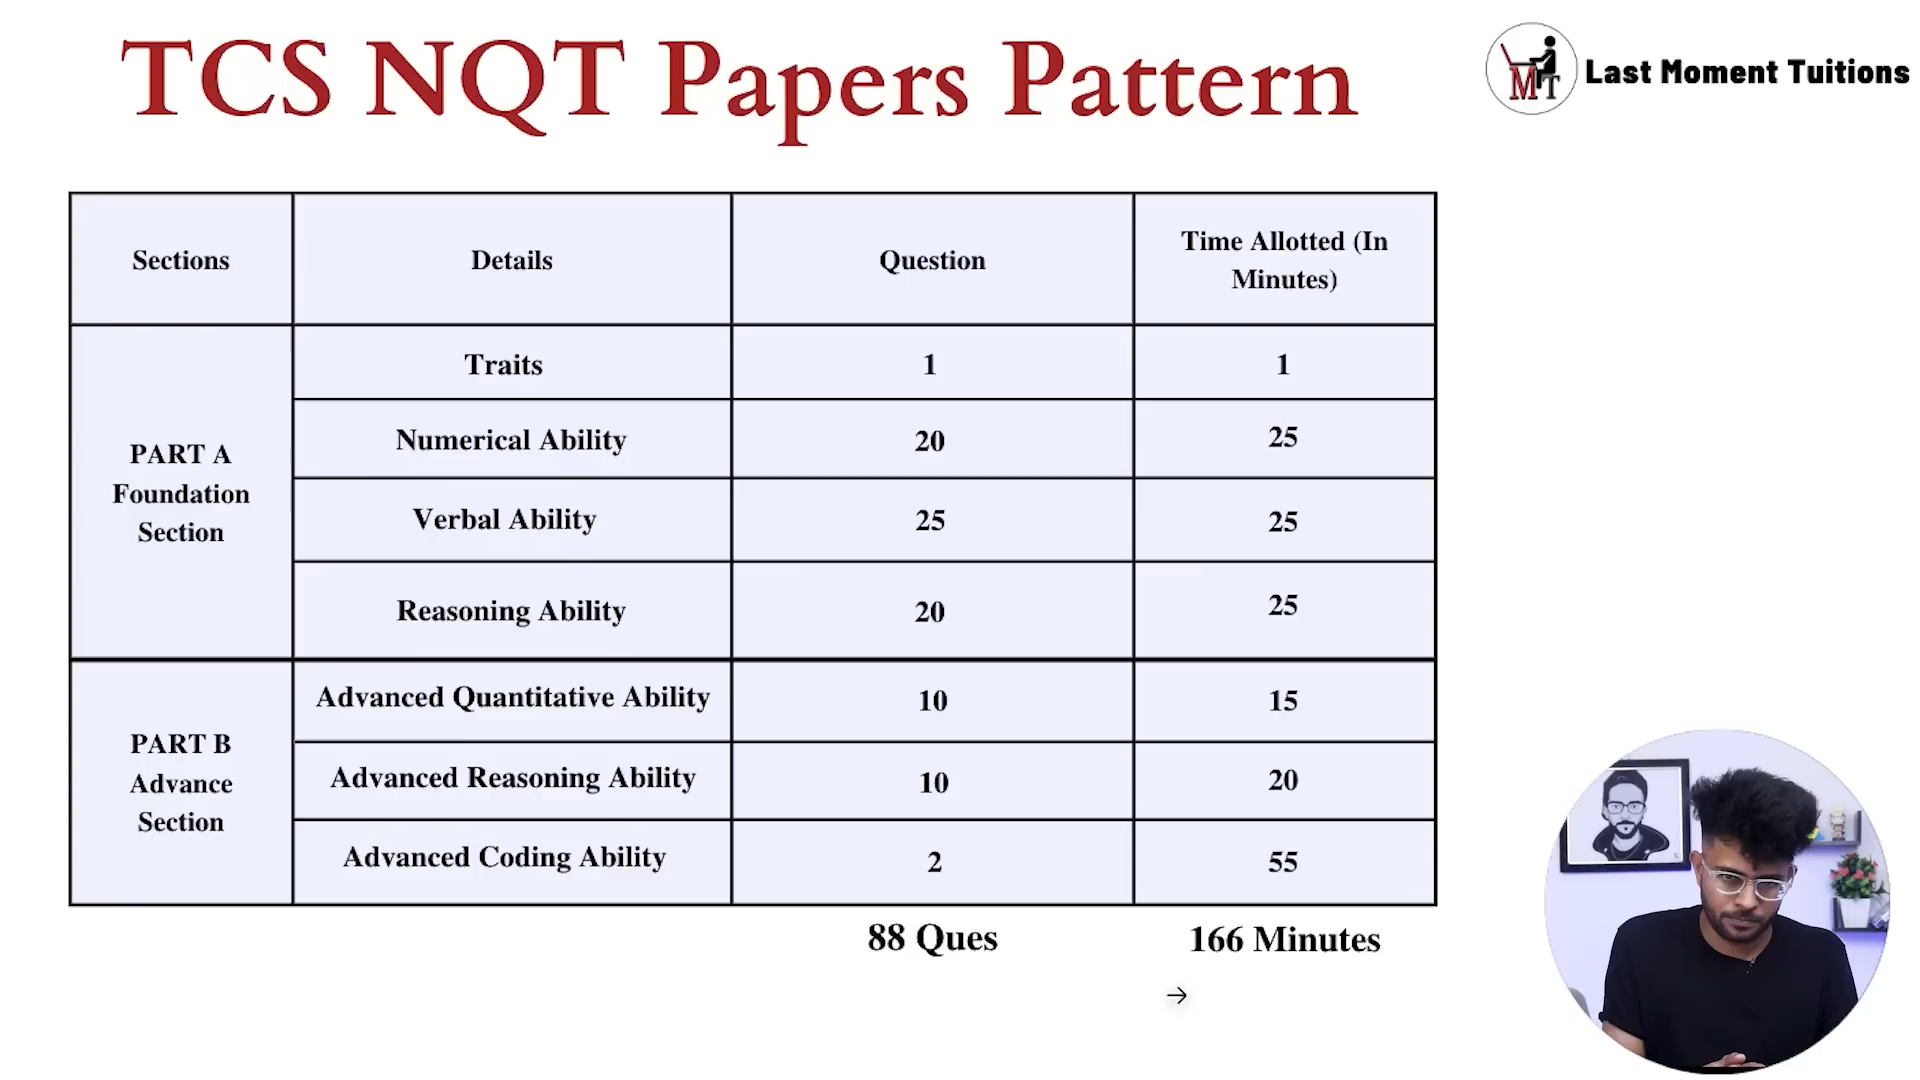 TCS NQT Papers Pattern
MT
Last Moment Tuitions
Sections Details Question Time Allotted (In
Minutes)
PART A
Foundation
Section
Traits 1 1
Numerical Ability 20 25
Verbal Ability 25 25
Reasoning Ability 20 25
PART B
Advance
Section
Advanced Quantitative Ability 10 15
Advanced Reasoning Ability 10 20
Advanced Coding Ability 2 55
88 Ques 166 Minutes